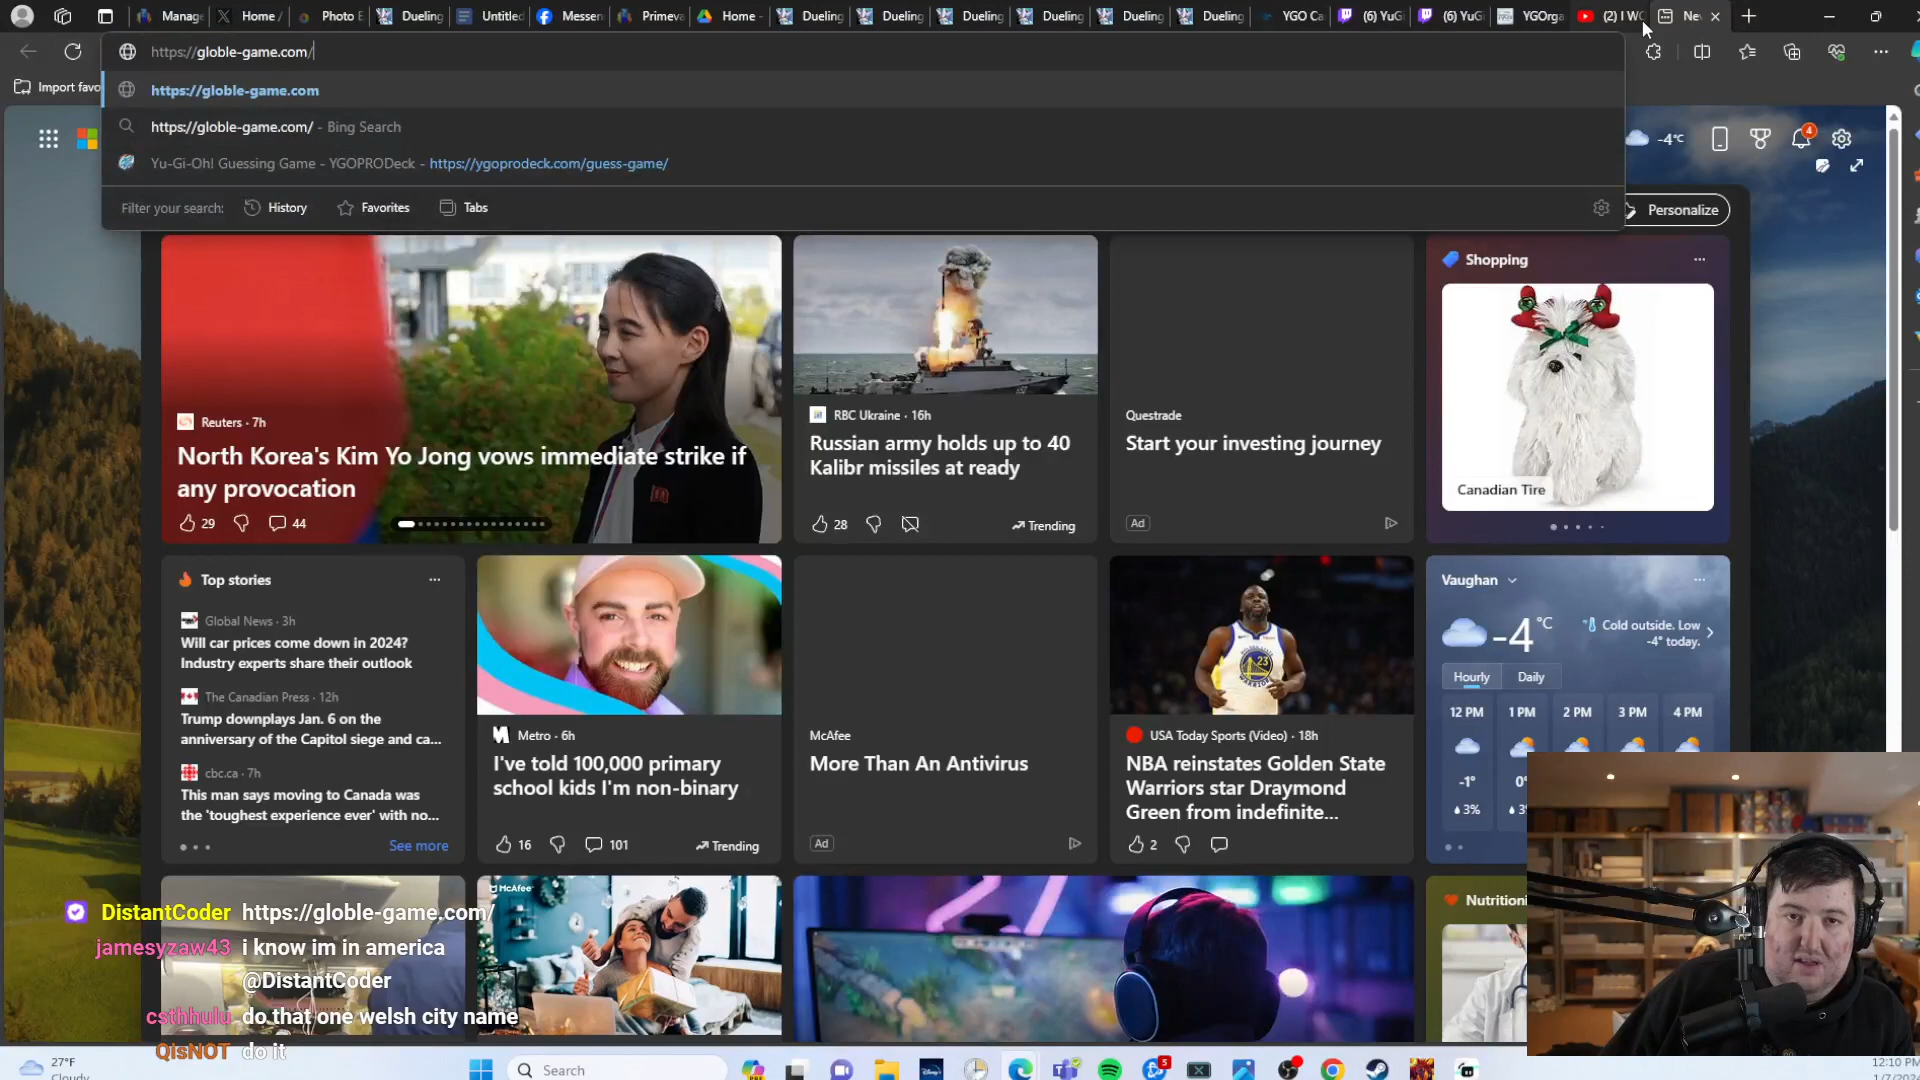 Manage
Home /
Photo E
Dueling
Untitled
Messen
Primeva
Home -
Dueling
Dueling
Dueling
Dueling
Dueling
Dueling
YGO Ca
(6) YuG
(6) YuG
YGOrga
(2) I WO
New
https://globle-game.com/
Import favo
https://globle-game.com
https://globle-game.com/ - Bing Search
Yu-Gi-Oh! Guessing Game - YGOPRODeck - https://ygoprodeck.com/guess-game/
Filter your search:
History
Favorites
Tabs
-4°C
4
Personalize
Reuters · 7h
North Korea's Kim Yo Jong vows immediate strike if
any provocation
29
44
RBC Ukraine · 16h
Russian army holds up to 40
Kalibr missiles at ready
28
Trending
Questrade
Start your investing journey
Ad
Shopping
Canadian Tire
Top stories
Global News · 3h
Will car prices come down in 2024?
Industry experts share their outlook
The Canadian Press · 12h
Trump downplays Jan. 6 on the
anniversary of the Capitol siege and ca...
cbc.ca · 7h
This man says moving to Canada was
the 'toughest experience ever' with no...
See more
Metro · 6h
I've told 100,000 primary
school kids I'm non-binary
16
101
Trending
McAfee
More Than An Antivirus
Ad
23
USA Today Sports (Video) · 18h
NBA reinstates Golden State
Warriors star Draymond
Green from indefinite...
2
Vaughan
-4 °C
Cold outside. Low
-4° today.
Hourly
Daily
12 PM
1 PM
2 PM
3 PM
4 PM
-1°
3%
McAfee
DistantCoder https://globle-game.com/
jamesyzaw43 i know im in america
@DistantCoder
csthhulu do that one welsh city name
QisNOT do it
27°F
Cloudy
Search
5
12:10 PM